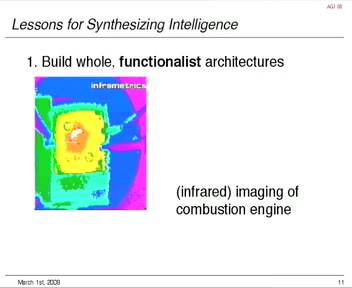 AGI 08
Lessons for Synthesizing Intelligence
1. Build whole, functionalist architectures
inframetrics
(infrared) imaging of
combustion engine
March 1st, 2008
11